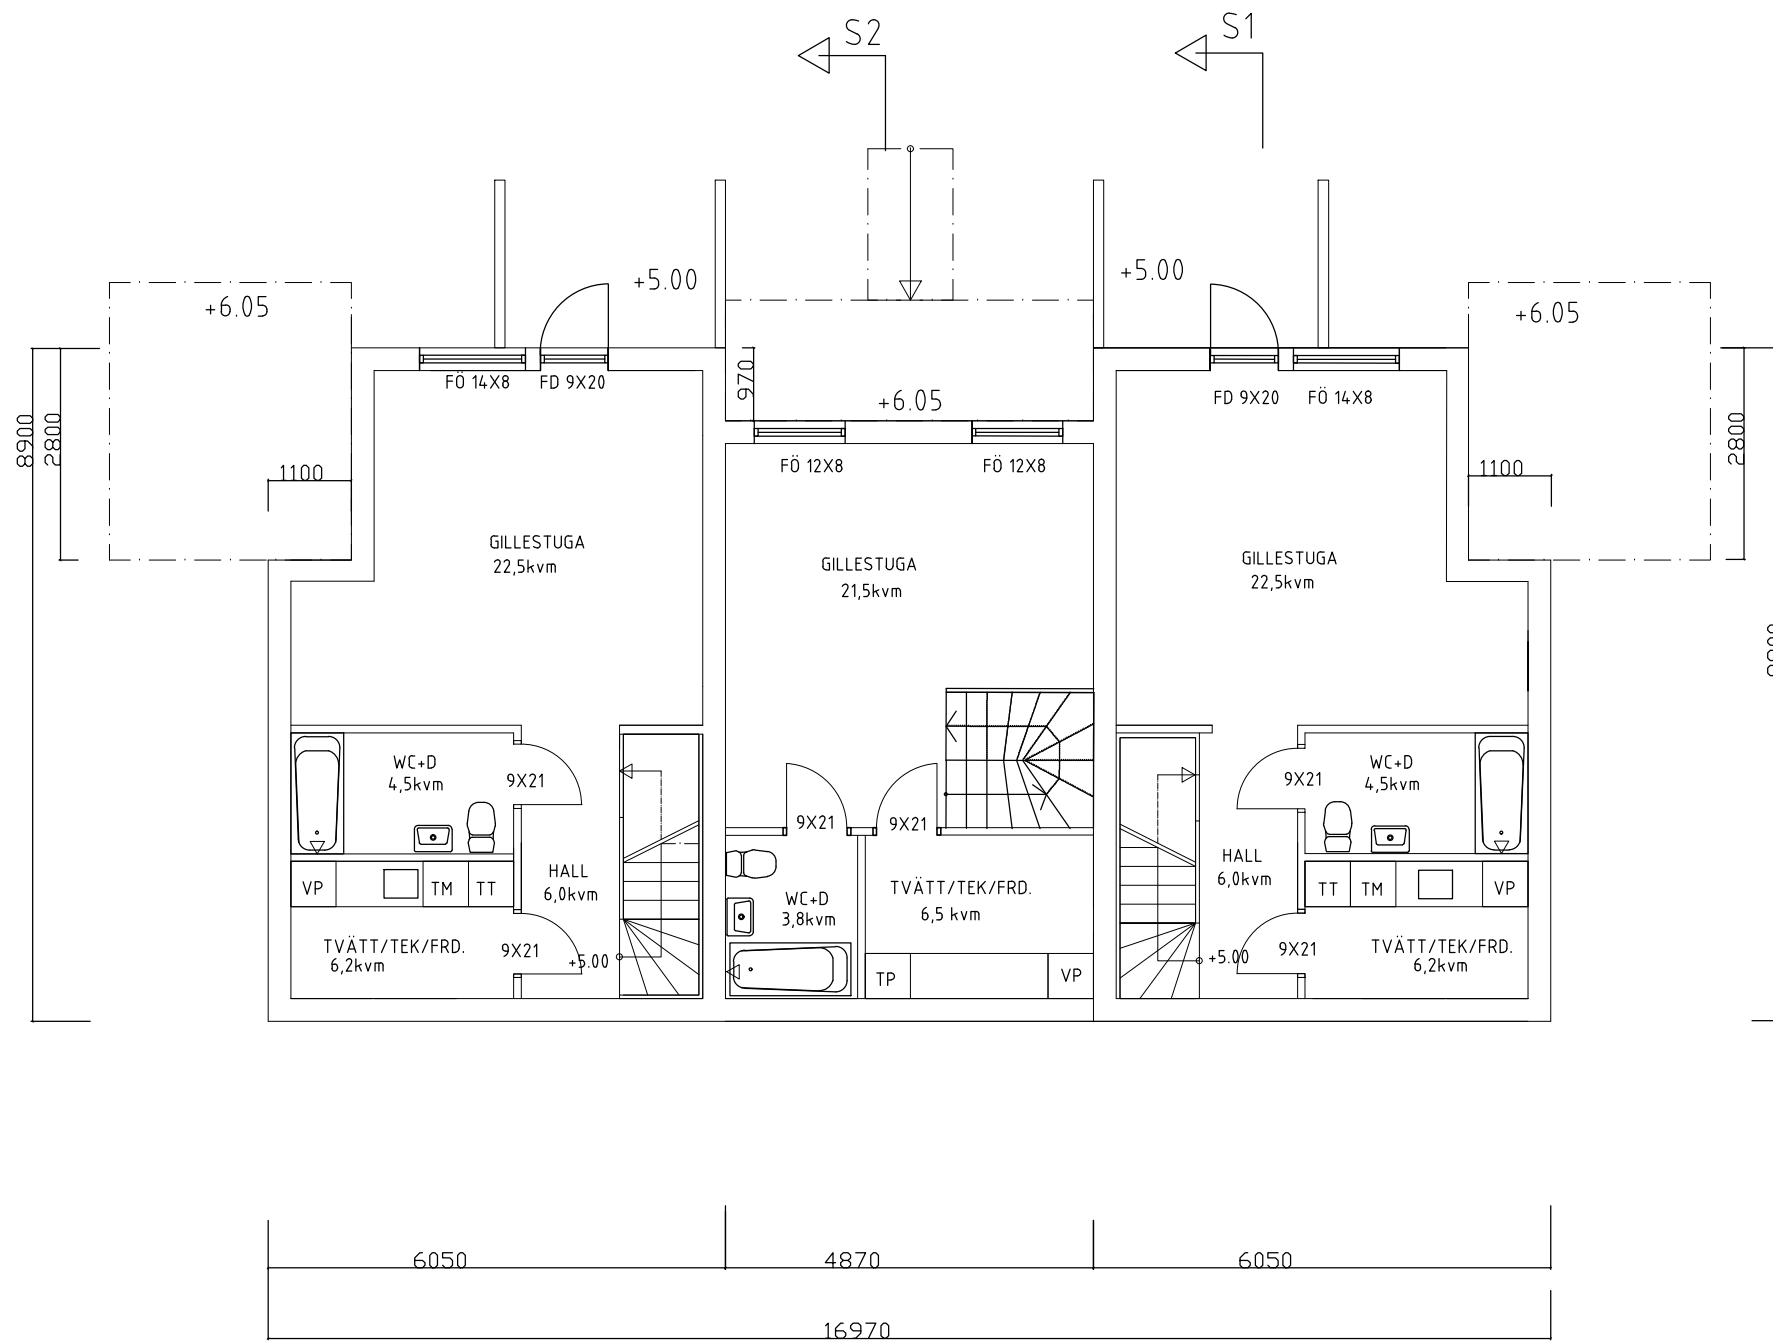 S2
S1
+5.00
+5.00
+6.05
+6.05
FÖ 14X8
FD 9X20
970
+6.05
FD 9X20
FÖ 14X8
8900
2800
2800
FÖ 12X8
FÖ 12X8
1100
1100
GILLESTUGA
22,5kvm
GILLESTUGA
21,5kvm
GILLESTUGA
22,5kvm
WC+D
4,5kvm
9X21
9X21
WC+D
4,5kvm
9X21
9X21
HALL
6,0kvm
HALL
6,0kvm
VP
TM
TT
TVÄTT/TEK/FRD.
6,5 kvm
TT
TM
VP
WC+D
3,8kvm
TVÄTT/TEK/FRD.
6,2kvm
9X21
+5.00
+5.00
9X21
TVÄTT/TEK/FRD.
6,2kvm
TP
VP
6050
4870
6050
16970